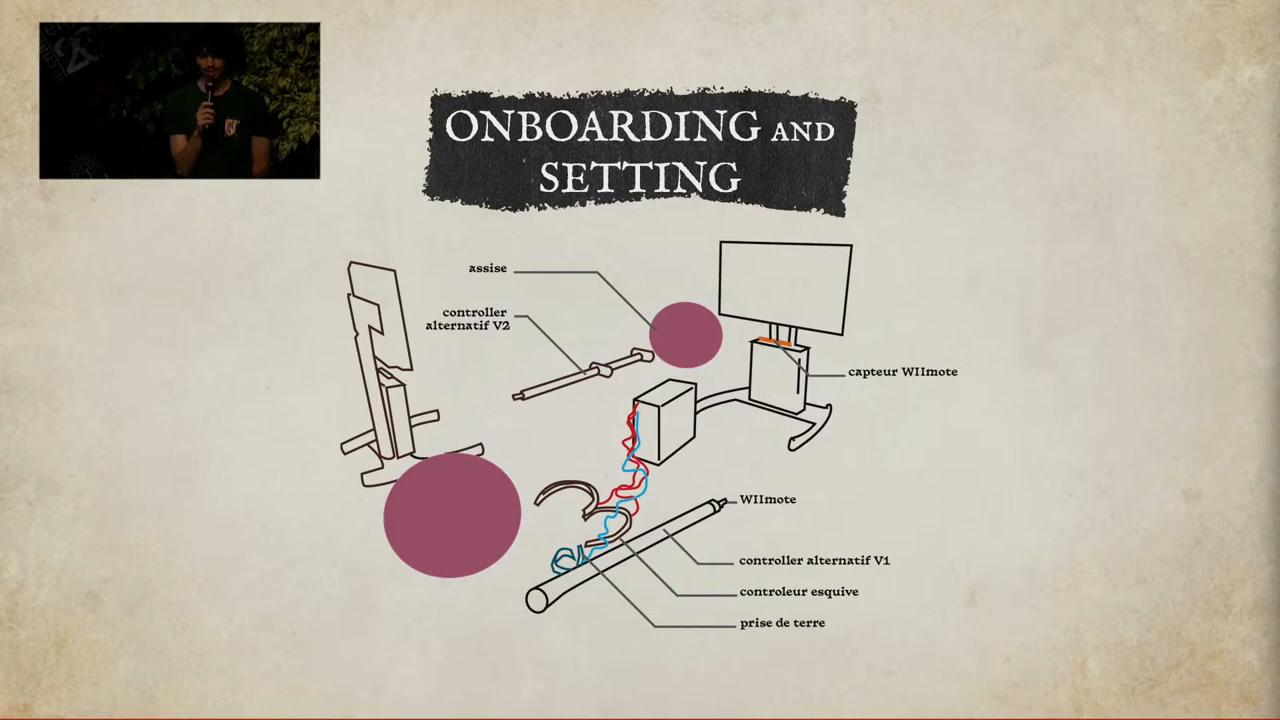 ONBOARDING AND
SETTING
assise
controller
alternatif V2
capteur WIImote
WIImote
controller alternatif V1
controleur esquive
prise de terre